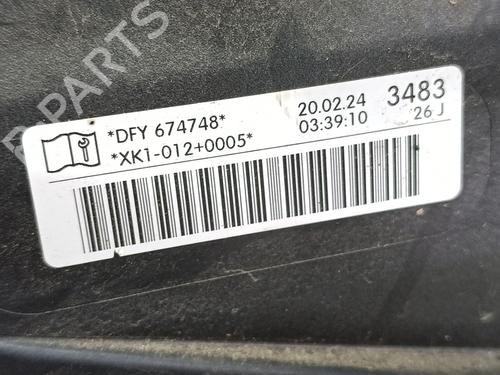 *DFY 674748* 20.02.24 3483
*XK1-012+0005* 03:39:10 26 J
B-PARTS